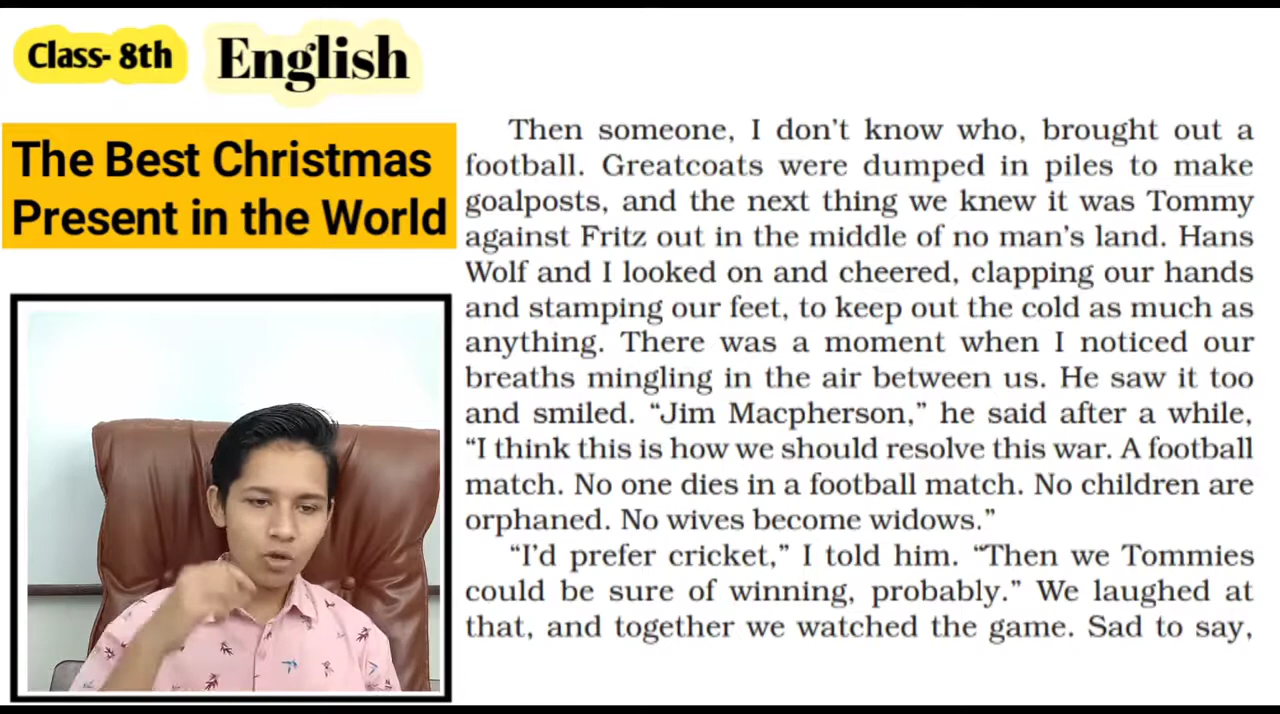 Class- 8th
English
The Best Christmas
Present in the World
Then someone, I don't know who, brought out a
football. Greatcoats were dumped in piles to make
goalposts, and the next thing we knew it was Tommy
against Fritz out in the middle of no man's land. Hans
Wolf and I looked on and cheered, clapping our hands
and stamping our feet, to keep out the cold as much as
anything. There was a moment when I noticed our
breaths mingling in the air between us. He saw it too
and smiled. “Jim Macpherson,” he said after a while,
“I think this is how we should resolve this war. A football
match. No one dies in a football match. No children are
orphaned. No wives become widows.”
“I'd prefer cricket,” I told him. “Then we Tommies
could be sure of winning, probably.” We laughed at
that, and together we watched the game. Sad to say,